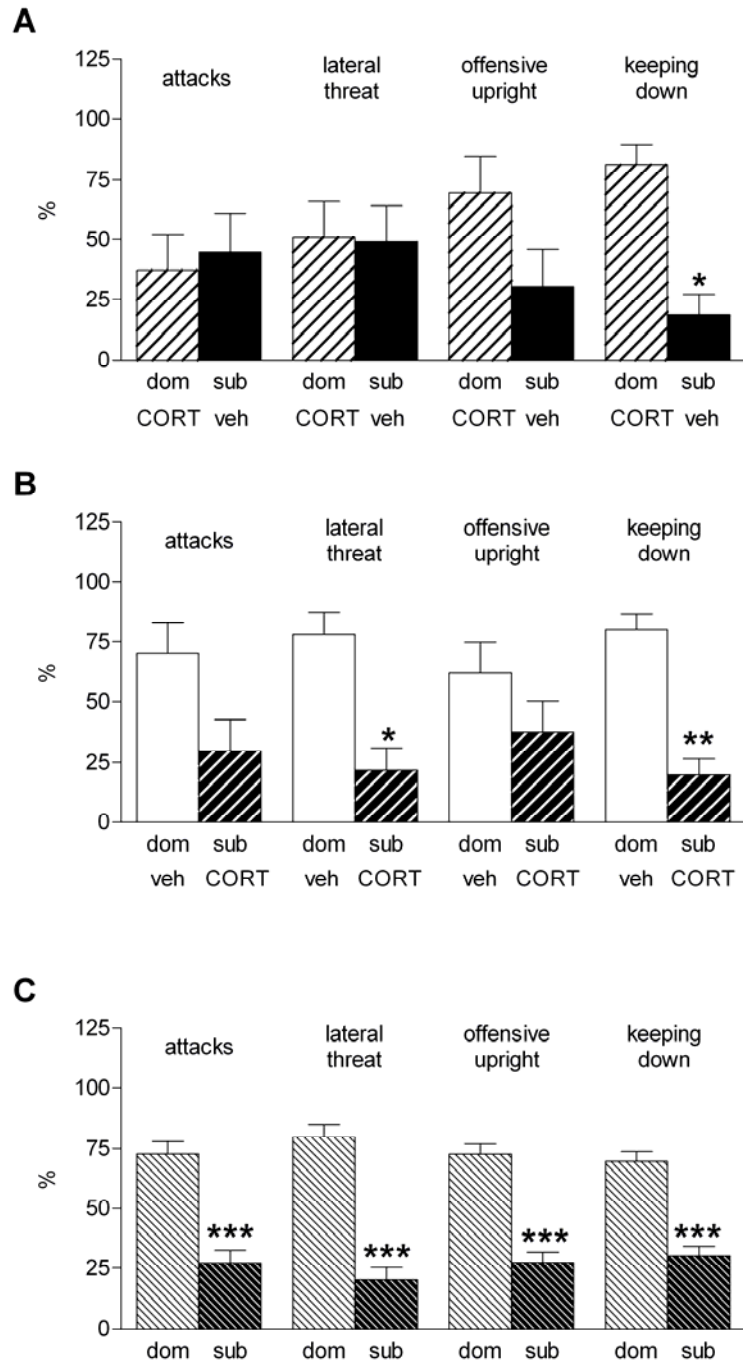 A
125
100
75
50
25
0
%
attacks
lateral
threat
offensive
upright
keeping
down
*
dom sub dom sub dom sub dom sub
CORT veh CORT veh CORT veh CORT veh
B
125
100
75
50
25
0
%
attacks
lateral
threat
offensive
upright
keeping
down
*
**
dom sub dom sub dom sub dom sub
veh CORT veh CORT veh CORT veh CORT
C
125
100
75
50
25
0
%
attacks
lateral
threat
offensive
upright
keeping
down
***
***
***
***
dom sub dom sub dom sub dom sub